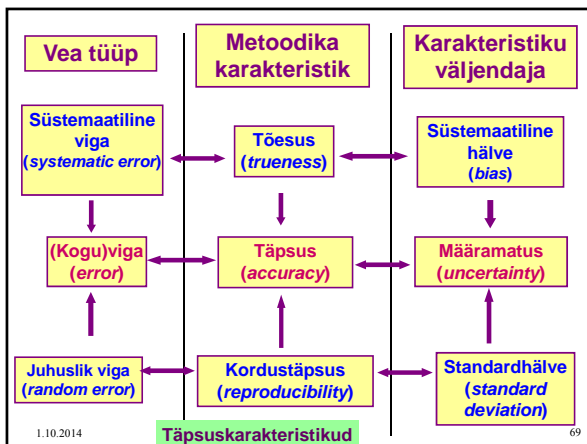 Vea tüüp
Metoodika
karakteristik
Karakteristiku
väljendaja
Süstemaatiline
viga
(systematic error)
Tõesus
(trueness)
Süstemaatiline
hälve
(bias)
(Kogu)viga
(error)
Täpsus
(accuracy)
Määramatus
(uncertainty)
Juhuslik viga
(random error)
Kordustäpsus
(reproducibility)
Standardhälve
(standard
deviation)
1.10.2014
Täpsuskarakteristikud
69